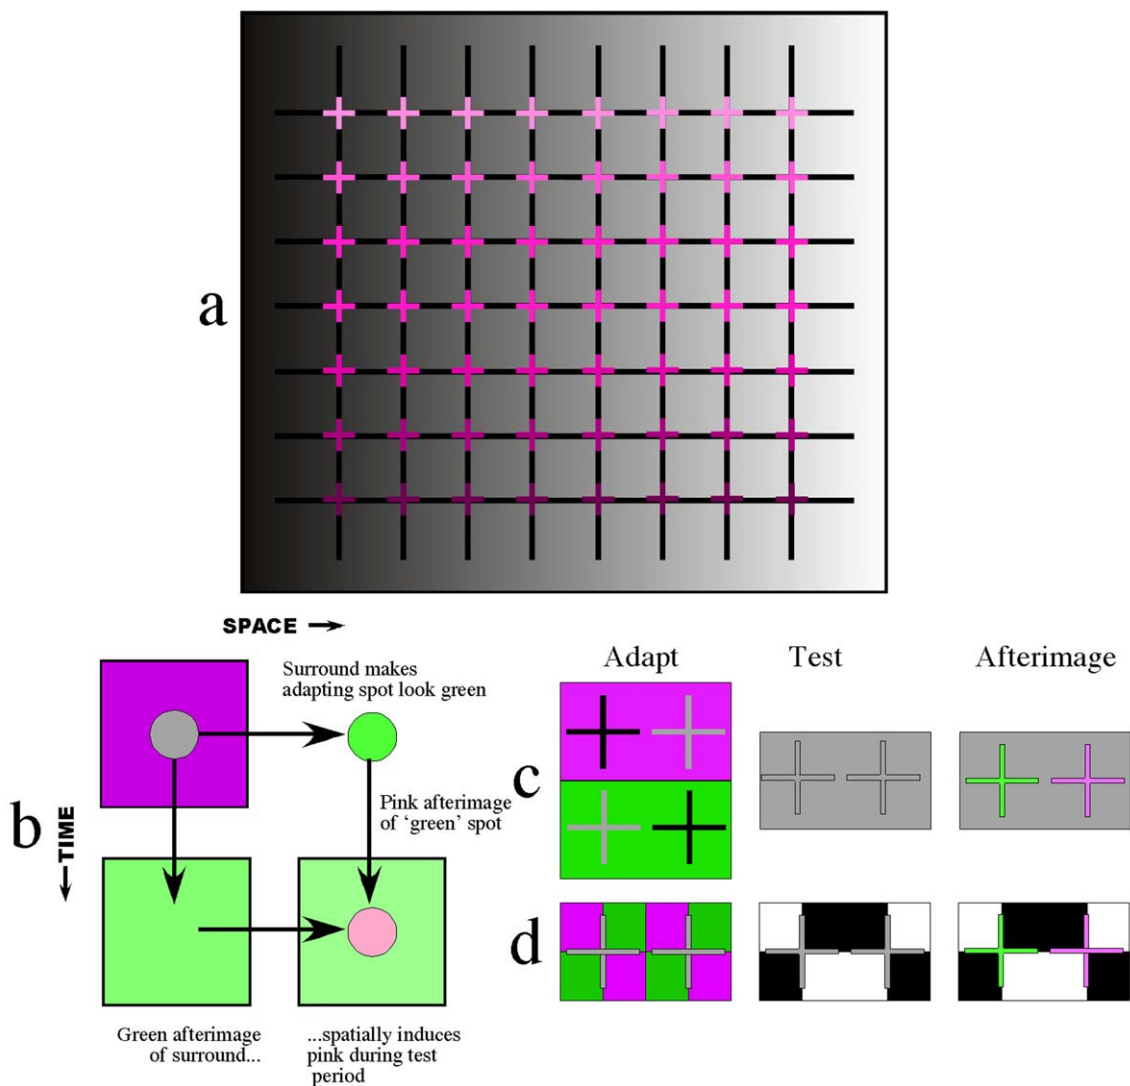 a
SPACE
Surround makes
adapting spot look green
Adapt
Test
Afterimage
c
b
TIME
Pink afterimage
of ‘green’ spot
d
Green afterimage
of surround...
...spatially induces
pink during test
period